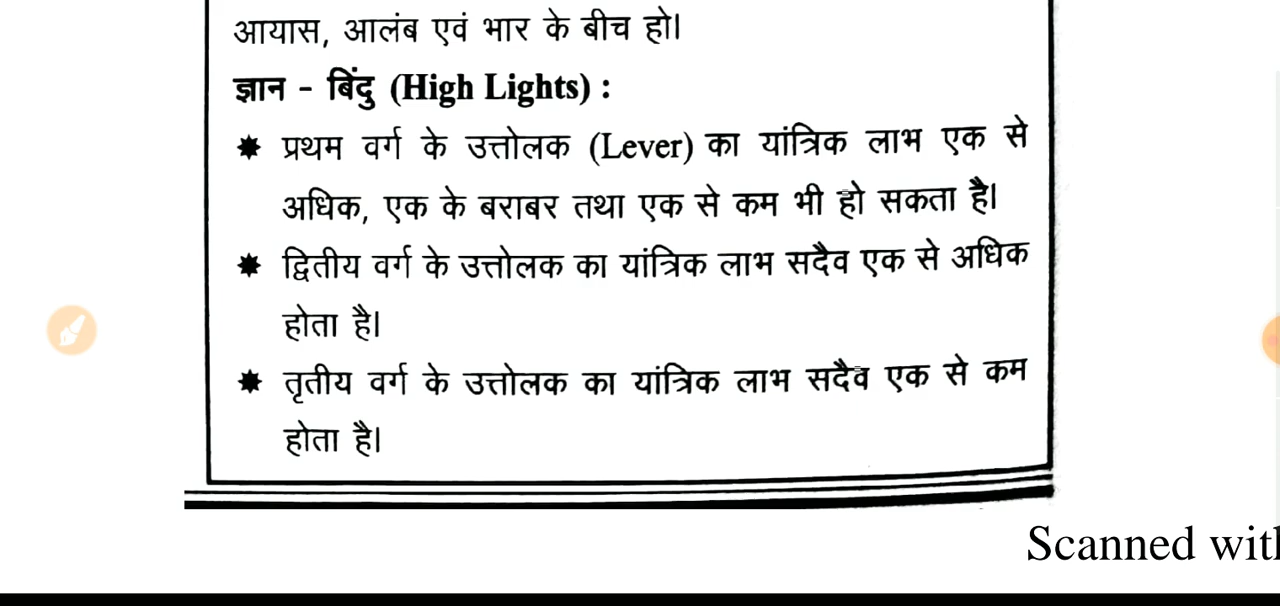 आयास, आलंब एवं भार के बीच हो।
ज्ञान - बिंदु (High Lights) :
✷ प्रथम वर्ग के उत्तोलक (Lever) का यांत्रिक लाभ एक से
अधिक, एक के बराबर तथा एक से कम भी हो सकता है।
✷ द्वितीय वर्ग के उत्तोलक का यांत्रिक लाभ सदैव एक से अधिक
होता है।
✷ तृतीय वर्ग के उत्तोलक का यांत्रिक लाभ सदैव एक से कम
होता है।
Scanned with